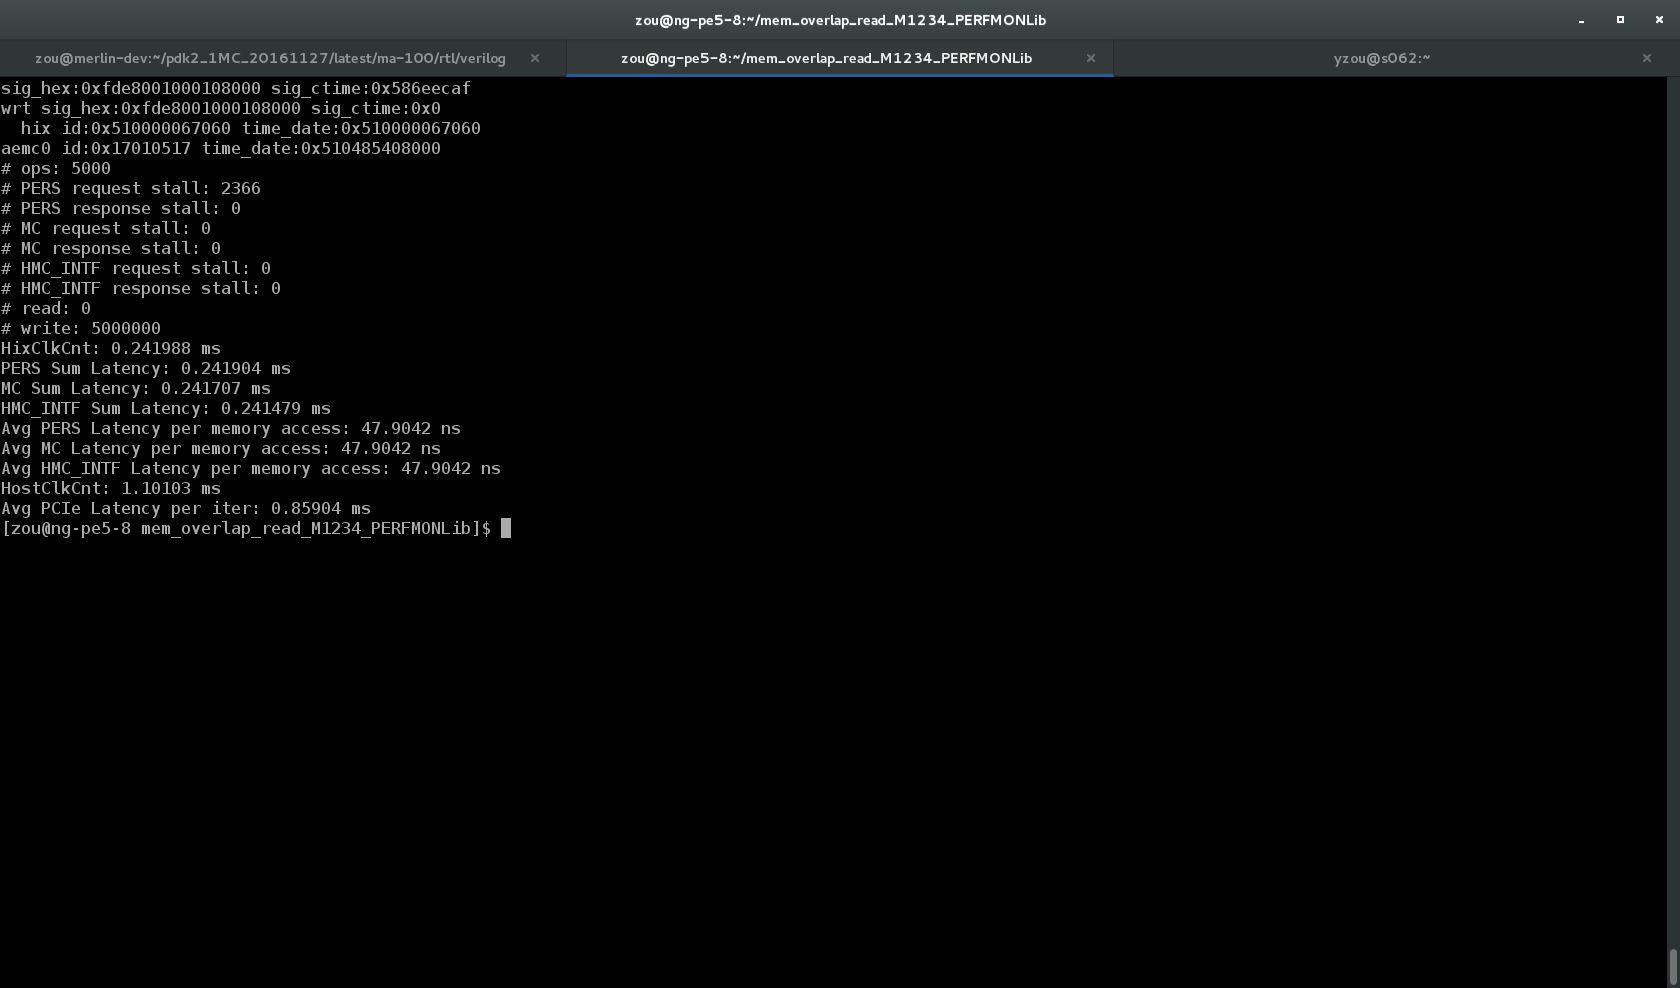 zou@ng-pe5-8:~/mem_overlap_read_M1234_PERFMONLib
zou@merlin-dev:~/pdk2_1MC_20161127/latest/ma-100/rtl/verilog
zou@ng-pe5-8:~/mem_overlap_read_M1234_PERFMONLib
yzou@s062:~
sig_hex:0xfde8001000108000 sig_ctime:0x586eecaf
wrt sig_hex:0xfde8001000108000 sig_ctime:0x0
  hix id:0x510000067060 time_date:0x510000067060
aemc0 id:0x17010517 time_date:0x510485408000
# ops: 5000
# PERS request stall: 2366
# PERS response stall: 0
# MC request stall: 0
# MC response stall: 0
# HMC_INTF request stall: 0
# HMC_INTF response stall: 0
# read: 0
# write: 5000000
HixClkCnt: 0.241988 ms
PERS Sum Latency: 0.241904 ms
MC Sum Latency: 0.241707 ms
HMC_INTF Sum Latency: 0.241479 ms
Avg PERS Latency per memory access: 47.9042 ns
Avg MC Latency per memory access: 47.9042 ns
Avg HMC_INTF Latency per memory access: 47.9042 ns
HostClkCnt: 1.10103 ms
Avg PCIe Latency per iter: 0.85904 ms
[zou@ng-pe5-8 mem_overlap_read_M1234_PERFMONLib]$